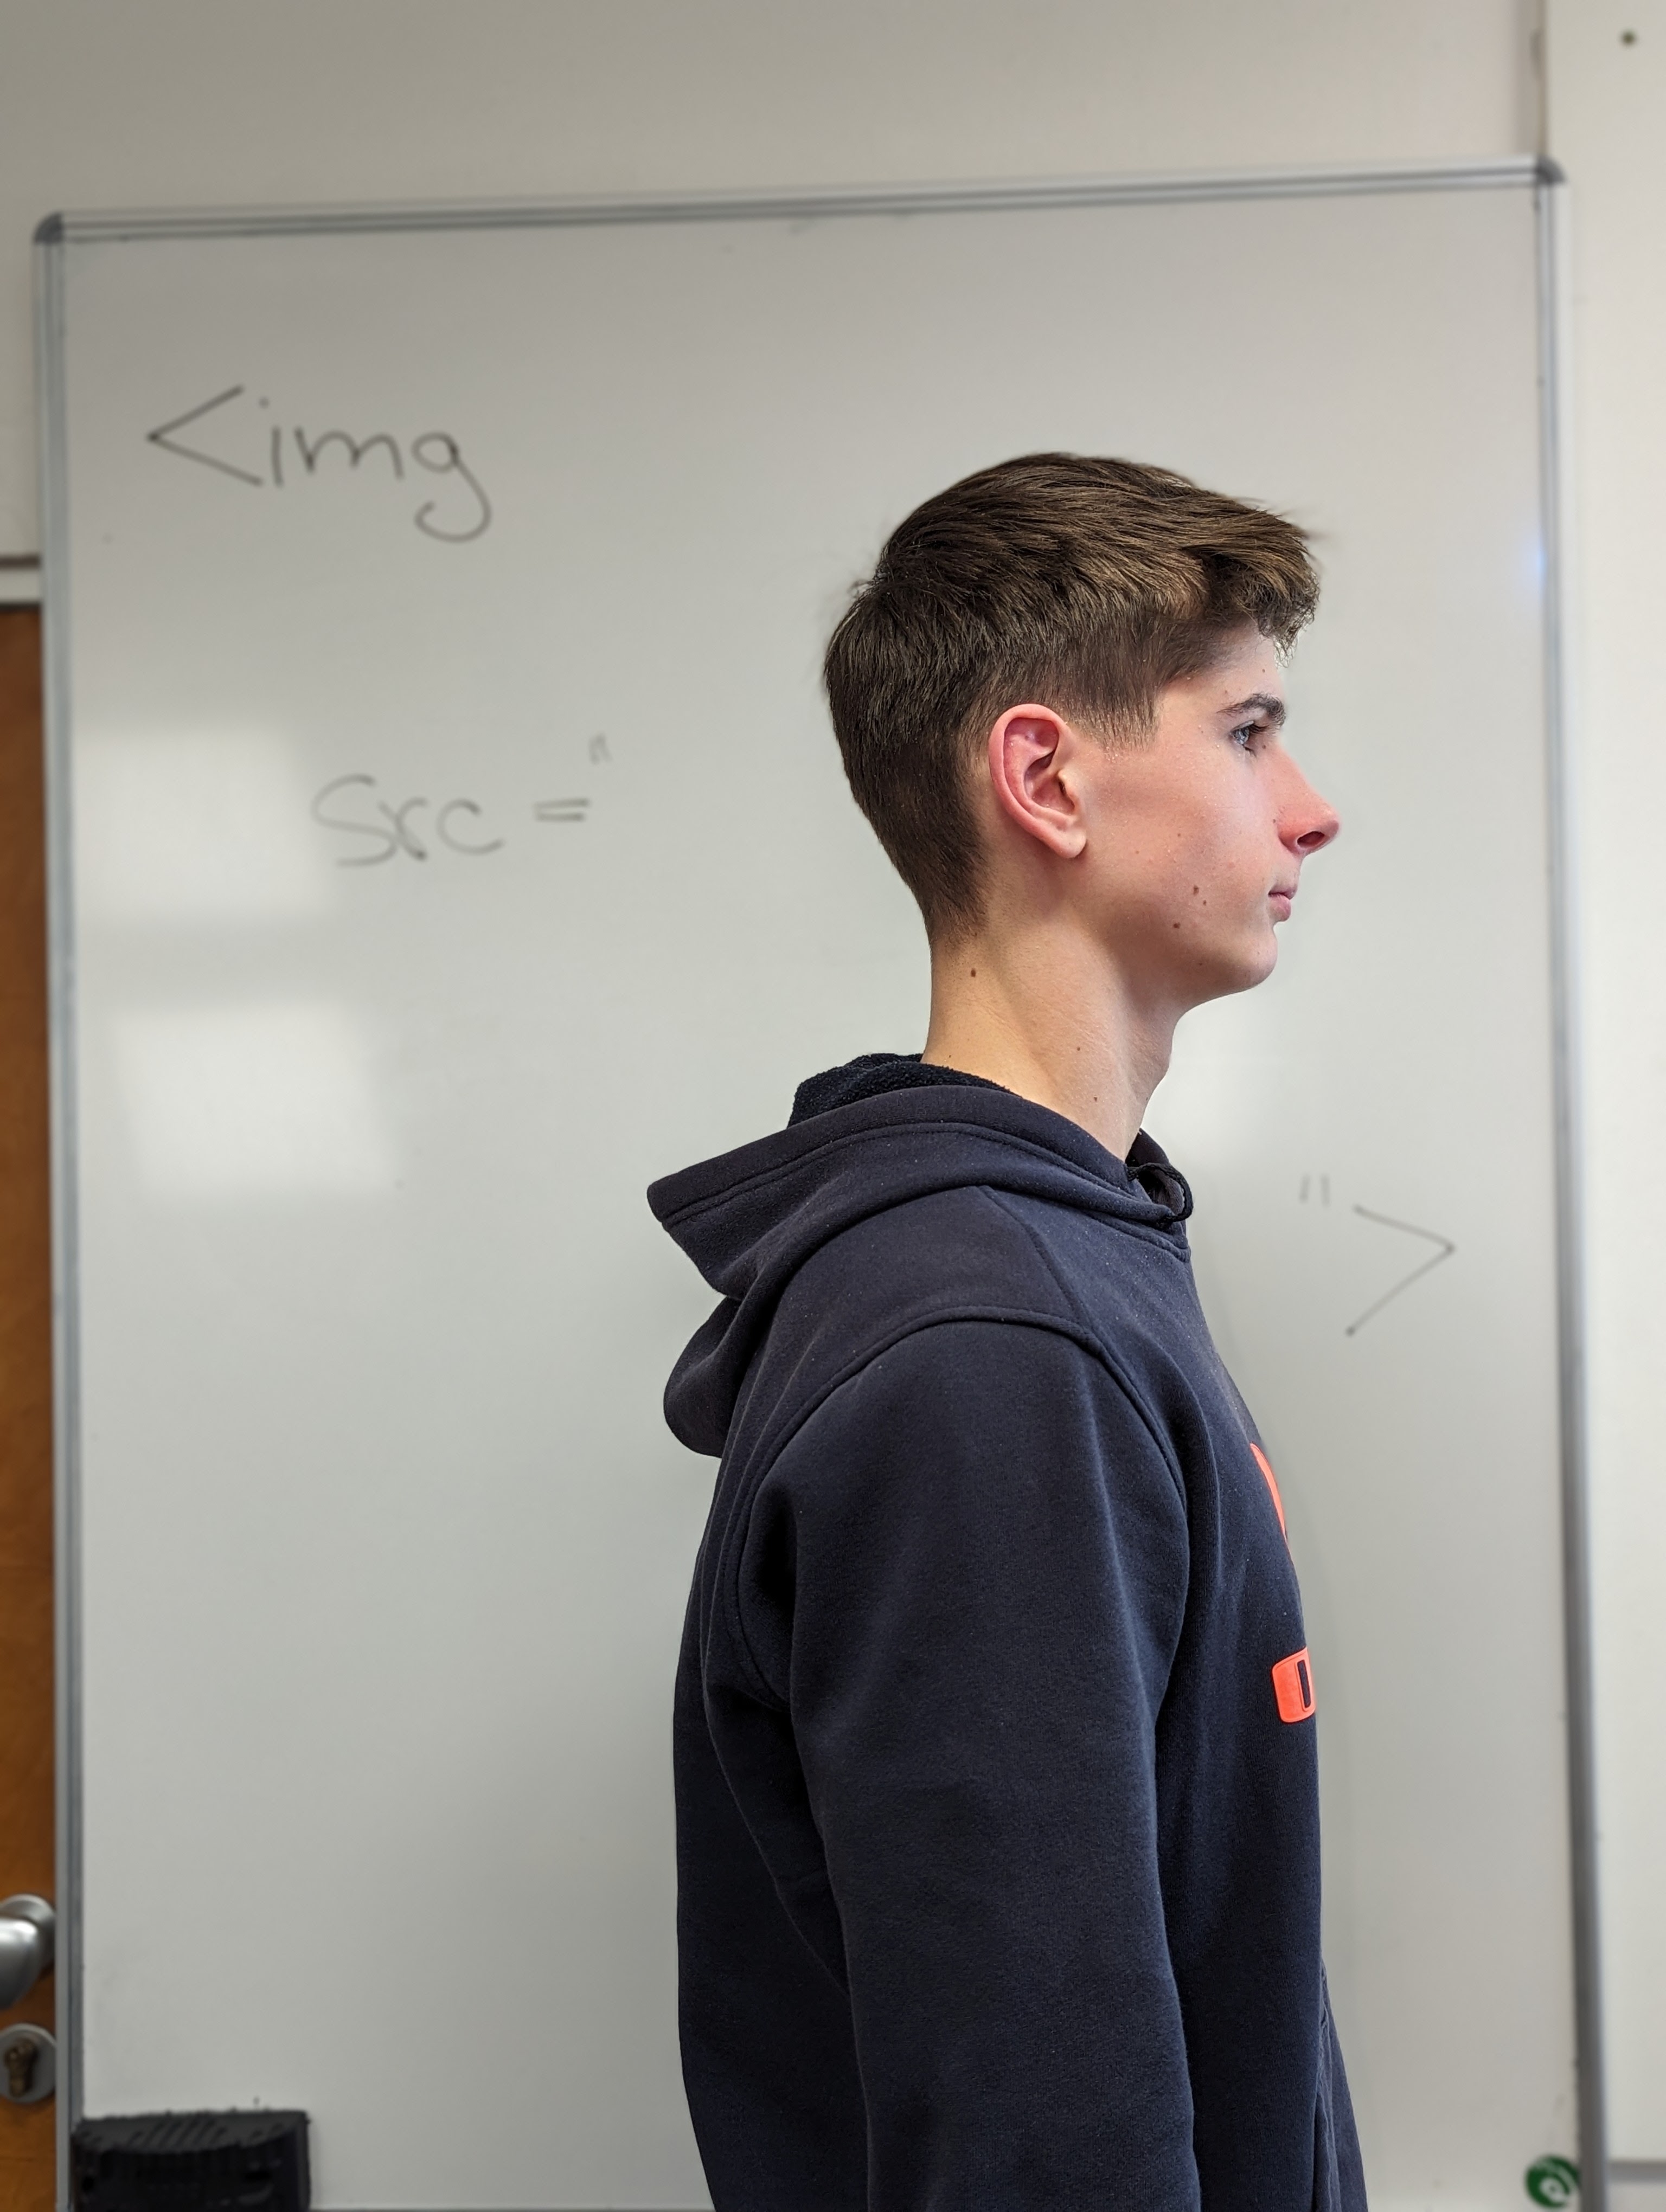 <img
src = "
">